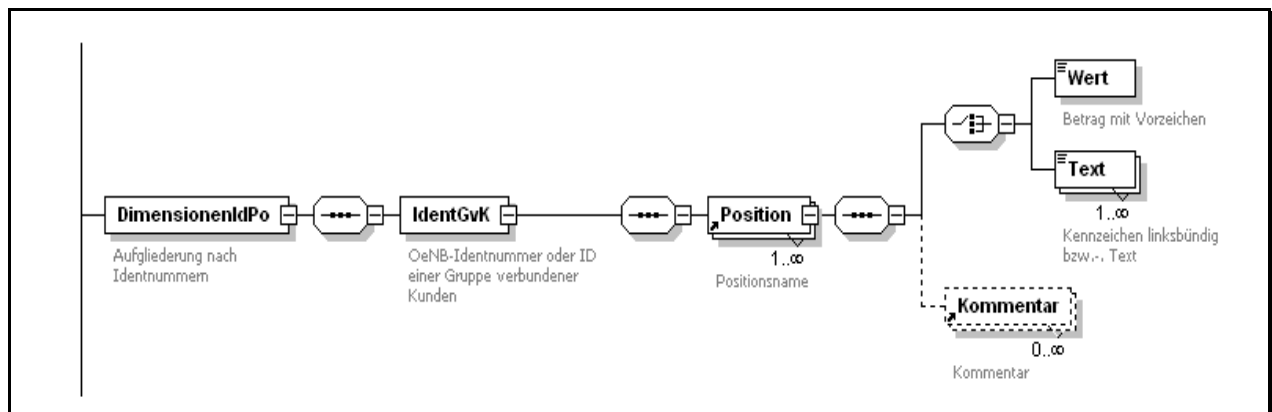 Wert
Betrag mit Vorzeichen
Text
1..∞
Kennzeichen linksbündig
bzw.-. Text
DimensionenIdPo
Aufgliederung nach
Identnummern
IdentGvK
OeNB-Identnummer oder ID
einer Gruppe verbundener
Kunden
Position
1..∞
Positionsname
Kommentar
0..∞
Kommentar